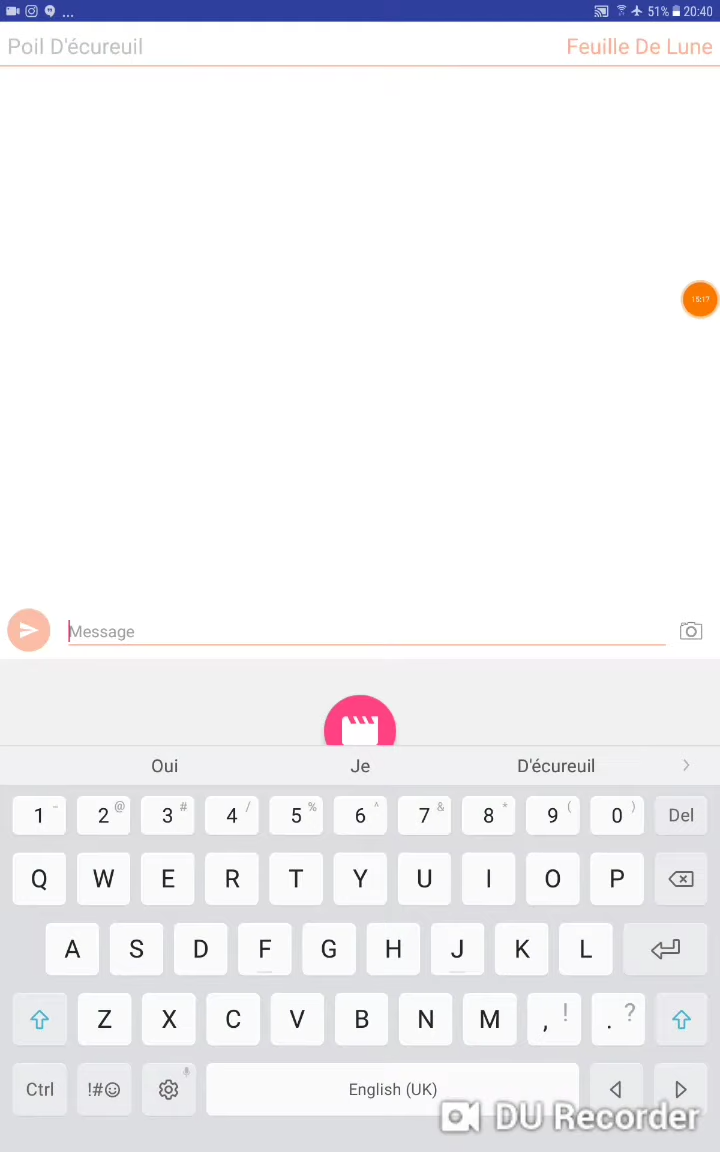 ... 51% 20:40
Poil D'écureuil Feuille De Lune
15:17
Message
Oui Je D'écureuil
1 - 2 @ 3 # 4 / 5 % 6 ^ 7 & 8 * 9 ( 0 ) Del
Q W E R T Y U I O P
A S D F G H J K L
Z X C V B N M , ! . ?
Ctrl !#☺ English (UK)
DU Recorder